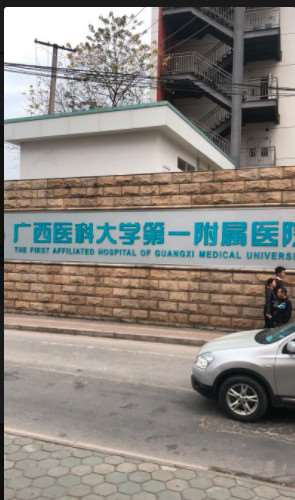 广西医科大学第一附属医院
THE FIRST AFFILIATED HOSPITAL OF GUANGXI MEDICAL UNIVERS